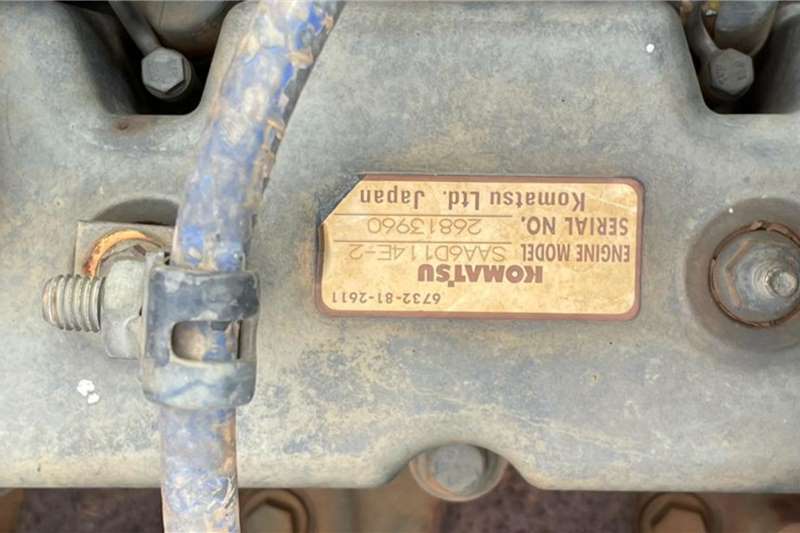 6732-81-2611
KOMATSU
ENGINE MODEL SAA6D114E-2
SERIAL NO. 26813960
Komatsu Ltd. Japan